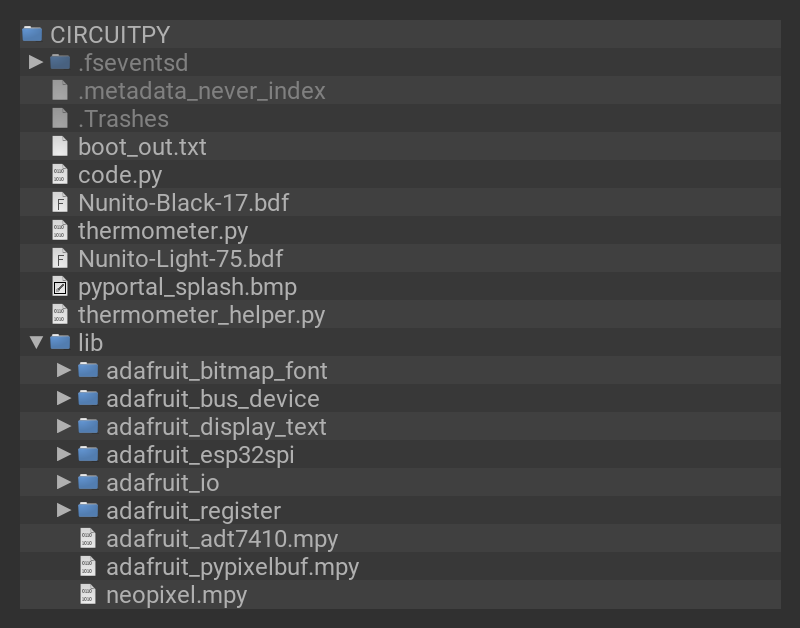 CIRCUITPY
.fseventsd
.metadata_never_index
.Trashes
boot_out.txt
code.py
Nunito-Black-17.bdf
thermometer.py
Nunito-Light-75.bdf
pyportal_splash.bmp
thermometer_helper.py
lib
adafruit_bitmap_font
adafruit_bus_device
adafruit_display_text
adafruit_esp32spi
adafruit_io
adafruit_register
adafruit_adt7410.mpy
adafruit_pypixelbuf.mpy
neopixel.mpy